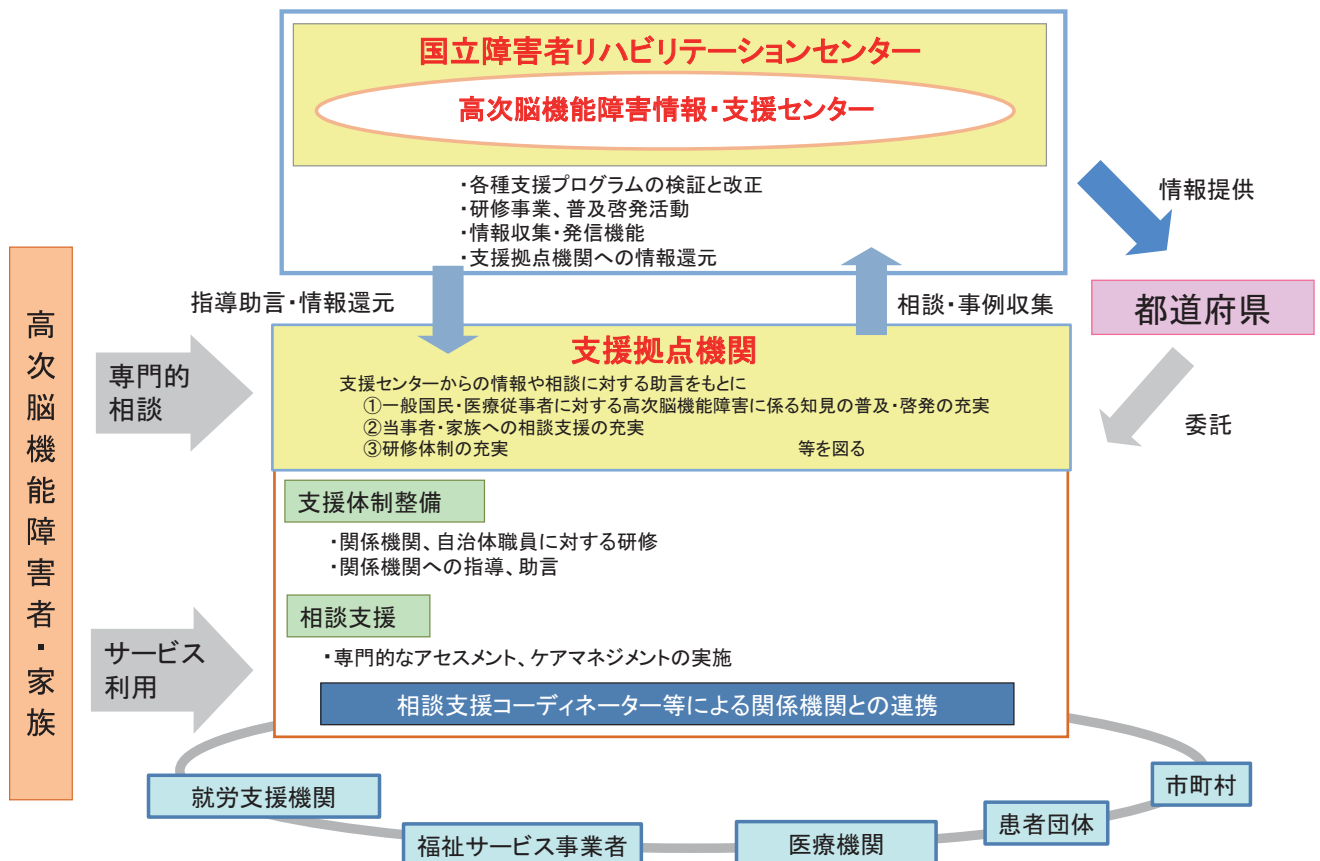 国立障害者リハビリテーションセンター
高次脳機能障害情報・支援センター
・各種支援プログラムの検証と改正
・研修事業、普及啓発活動
・情報収集・発信機能
・支援拠点機関への情報還元
情報提供
指導助言・情報還元
相談・事例収集
都道府県
委託
高次脳機能障害者・家族
専門的
相談
支援拠点機関
支援センターからの情報や相談に対する助言をもとに
①一般国民・医療従事者に対する高次脳機能障害に係る知見の普及・啓発の充実
②当事者・家族への相談支援の充実
③研修体制の充実 等を図る
支援体制整備
・関係機関、自治体職員に対する研修
・関係機関への指導、助言
相談支援
・専門的なアセスメント、ケアマネジメントの実施
サービス
利用
相談支援コーディネーター等による関係機関との連携
就労支援機関
福祉サービス事業者
医療機関
患者団体
市町村